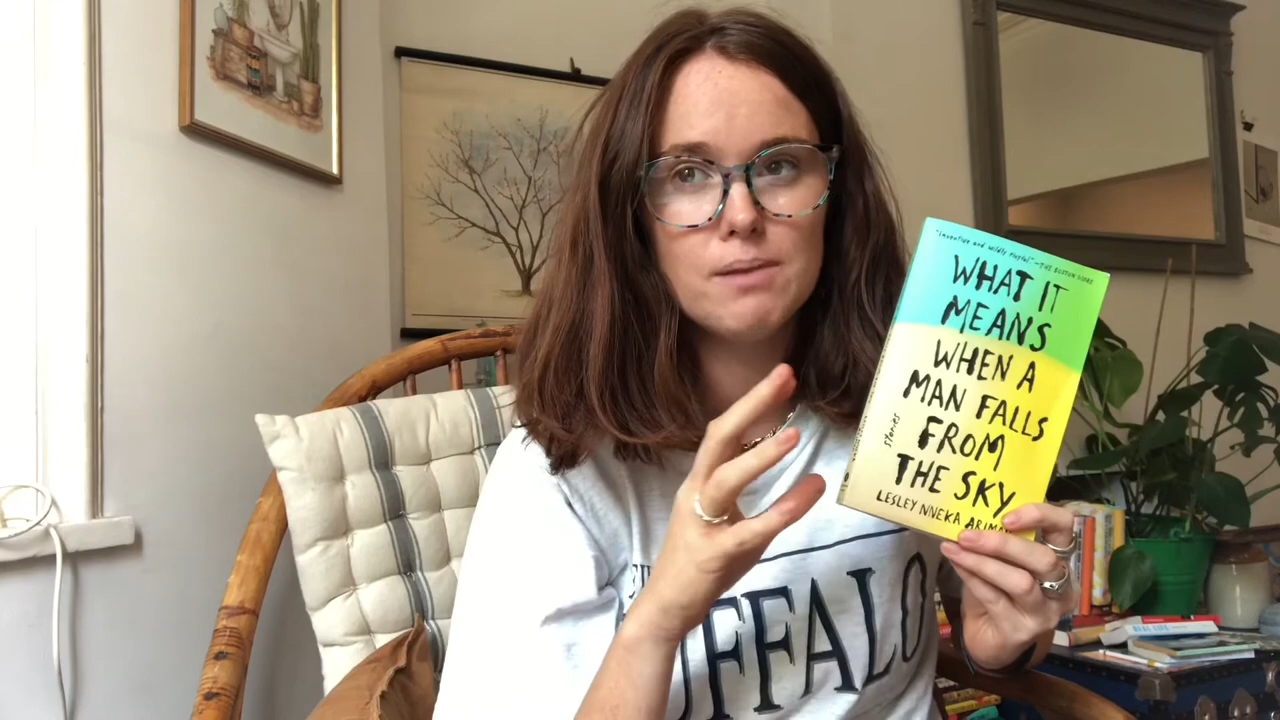 "inventive and wildly playful" —THE BOSTON GLOBE
WHAT IT
MEANS
WHEN A
MAN FALLS
FROM
THE SKY
stories
LESLEY NNEKA ARIMA
UFFALO